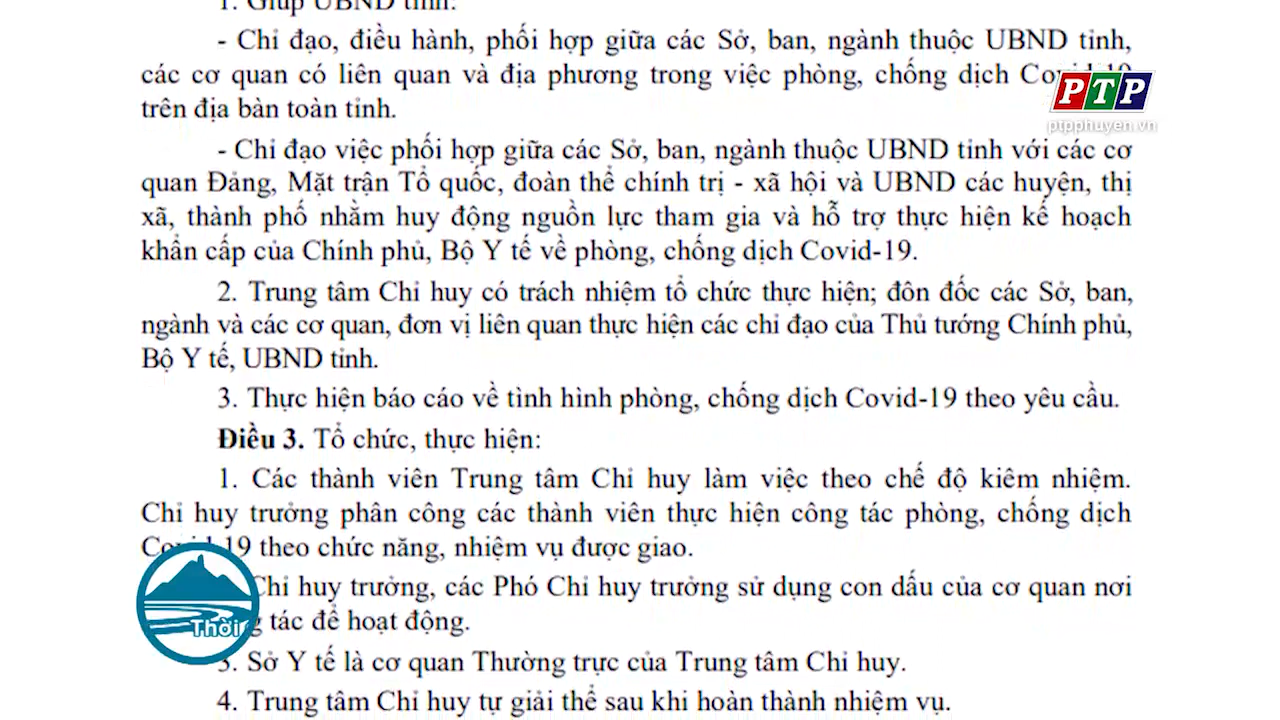 1. Giúp UBND tỉnh:
- Chỉ đạo, điều hành, phối hợp giữa các Sở, ban, ngành thuộc UBND tỉnh,
các cơ quan có liên quan và địa phương trong việc phòng, chống dịch Covid-19
trên địa bàn toàn tỉnh.
PTP
ptpphuyen.vn
- Chỉ đạo việc phối hợp giữa các Sở, ban, ngành thuộc UBND tỉnh với các cơ
quan Đảng, Mặt trận Tổ quốc, đoàn thể chính trị - xã hội và UBND các huyện, thị
xã, thành phố nhằm huy động nguồn lực tham gia và hỗ trợ thực hiện kế hoạch
khẩn cấp của Chính phủ, Bộ Y tế về phòng, chống dịch Covid-19.
2. Trung tâm Chỉ huy có trách nhiệm tổ chức thực hiện; đôn đốc các Sở, ban,
ngành và các cơ quan, đơn vị liên quan thực hiện các chỉ đạo của Thủ tướng Chính phủ,
Bộ Y tế, UBND tỉnh.
3. Thực hiện báo cáo về tình hình phòng, chống dịch Covid-19 theo yêu cầu.
Điều 3. Tổ chức, thực hiện:
1. Các thành viên Trung tâm Chỉ huy làm việc theo chế độ kiêm nhiệm.
Chỉ huy trưởng phân công các thành viên thực hiện công tác phòng, chống dịch
Covid-19 theo chức năng, nhiệm vụ được giao.
Chỉ huy trưởng, các Phó Chỉ huy trưởng sử dụng con dấu của cơ quan nơi
tác để hoạt động.
Thời
3. Sở Y tế là cơ quan Thường trực của Trung tâm Chỉ huy.
4. Trung tâm Chỉ huy tự giải thể sau khi hoàn thành nhiệm vụ.